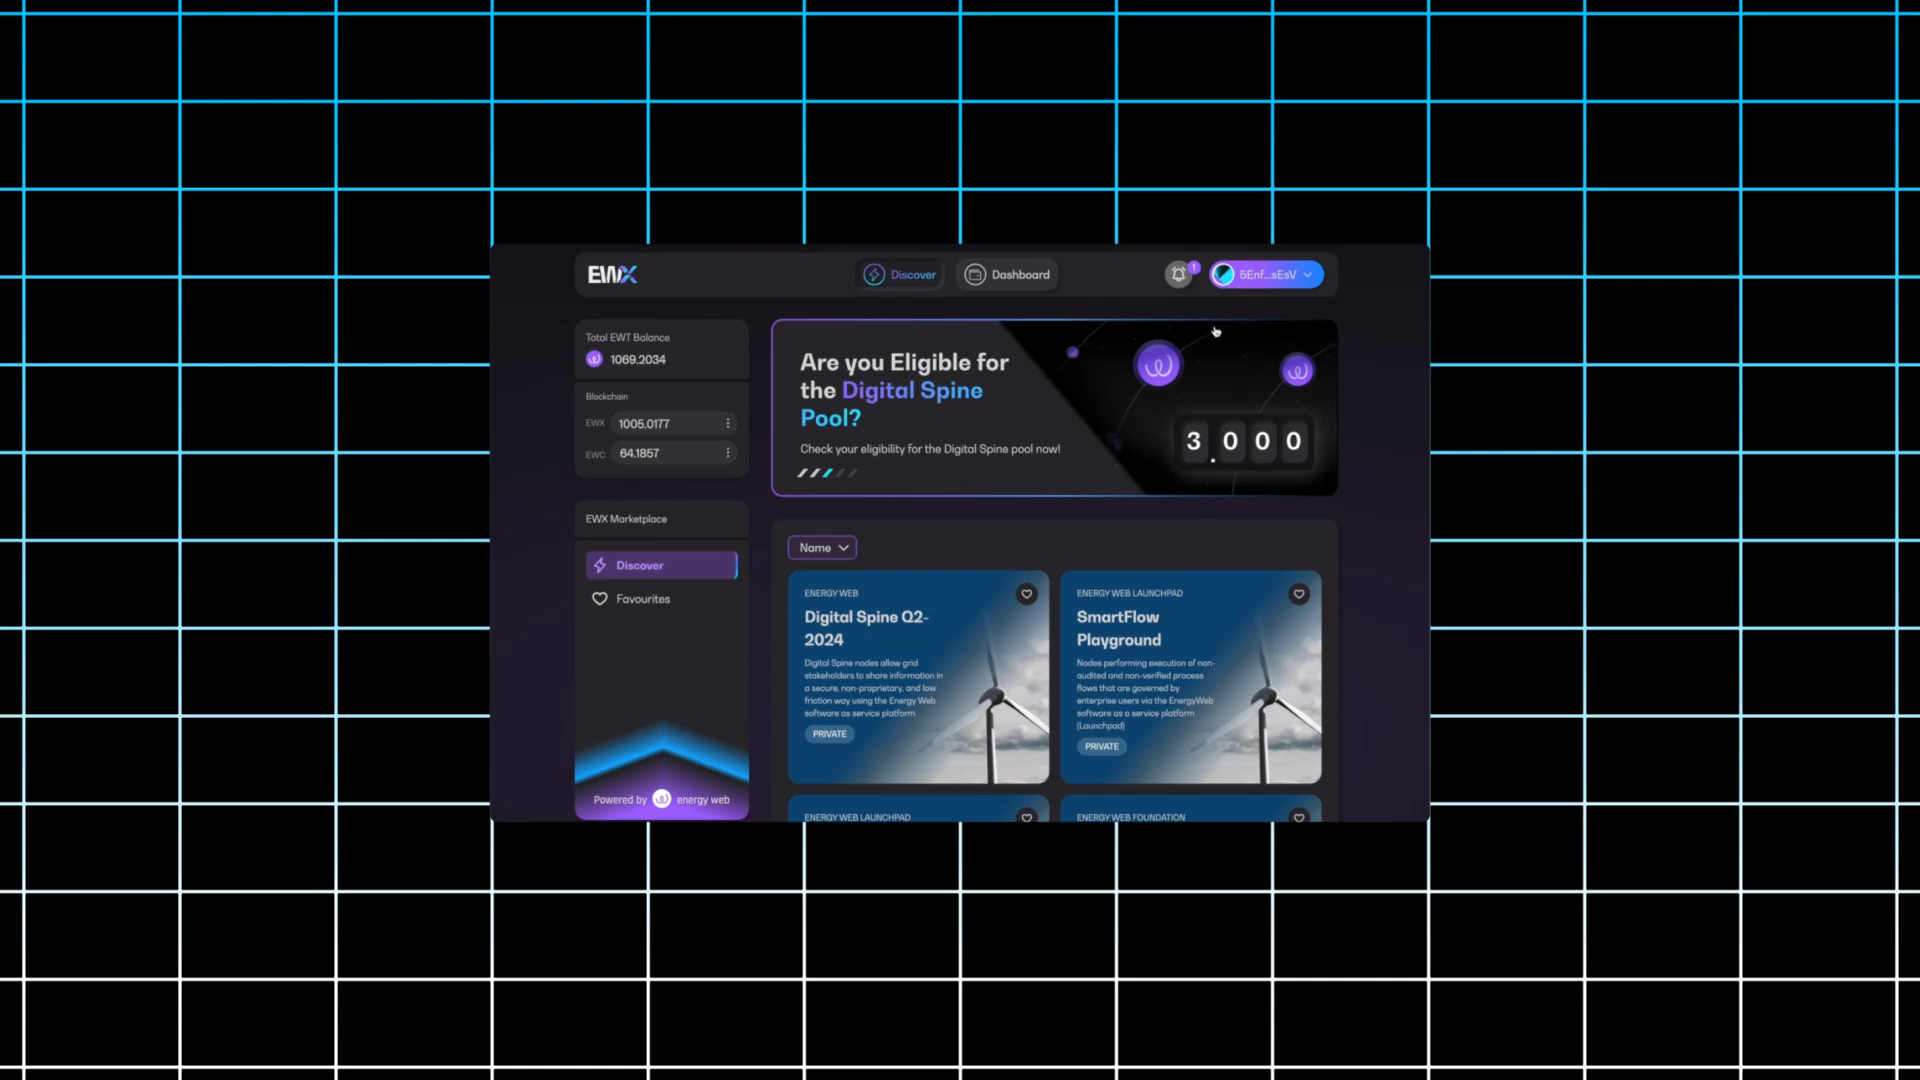 EWX
Discover
Dashboard
1
5Enf...sEsV
Total EWT Balance
1069.2034
Blockchain
EWX 1005.0177
EWC 64.1857
EWX Marketplace
Discover
Favourites
Powered by energy web
Are you Eligible for
the Digital Spine
Pool?
Check your eligibility for the Digital Spine pool now!
3.000
Name
ENERGY WEB
Digital Spine Q2-
2024
Digital Spine nodes allow grid
stakeholders to share information in
a secure, non-proprietary, and low
friction way using the Energy Web
software as service platform
PRIVATE
ENERGY WEB LAUNCHPAD
SmartFlow
Playground
Nodes performing execution of non-
audited and non-verified process
flows that are governed by
enterprise users via the EnergyWeb
software as a service platform
(Launchpad)
PRIVATE
ENERGY WEB LAUNCHPAD
ENERGY WEB FOUNDATION